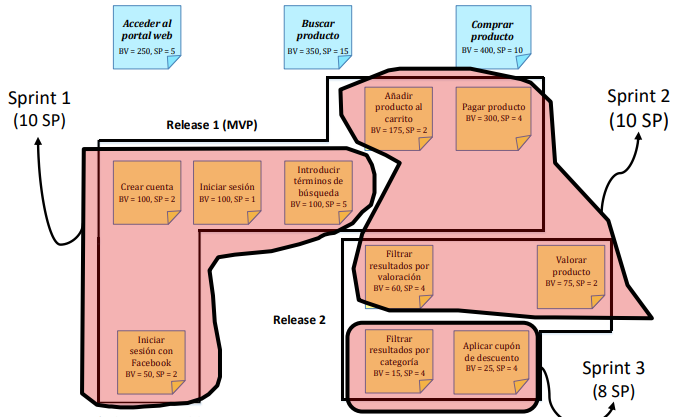 Acceder al
portal web
BV = 250, SP = 5
Buscar
producto
BV = 350, SP = 15
Comprar
producto
BV = 400, SP = 10
Sprint 1
(10 SP)
Release 1 (MVP)
Añadir
producto al
carrito
BV = 175, SP = 2
Pagar producto
BV = 300, SP = 4
Sprint 2
(10 SP)
Crear cuenta
BV = 100, SP = 2
Iniciar sesión
BV = 100, SP = 1
Introducir
términos de
búsqueda
BV = 100, SP = 5
Filtrar
resultados por
valoración
BV = 60, SP = 4
Valorar
producto
BV = 75, SP = 2
Release 2
Iniciar
sesión con
Facebook
BV = 50, SP = 2
Filtrar
resultados por
categoría
BV = 15, SP = 4
Aplicar cupón
de descuento
BV = 25, SP = 4
Sprint 3
(8 SP)